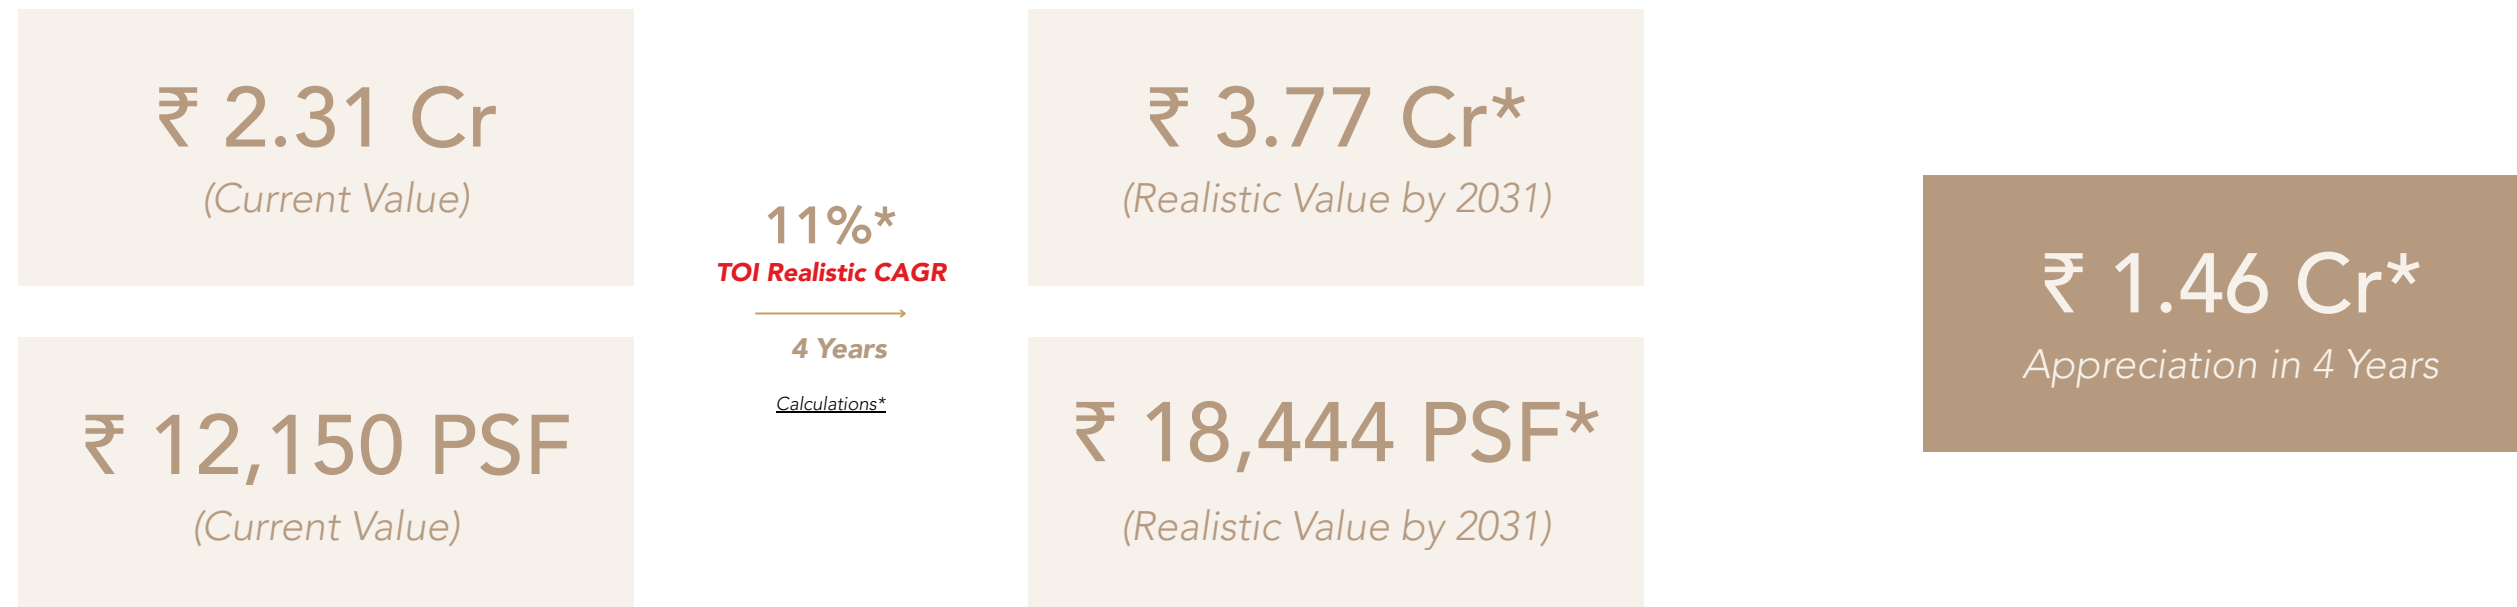 ₹ 2.31 Cr
(Current Value)
₹ 12,150 PSF
(Current Value)
11%*
TOI Realistic CAGR
4 Years
Calculations*
₹ 3.77 Cr*
(Realistic Value by 2031)
₹ 18,444 PSF*
(Realistic Value by 2031)
₹ 1.46 Cr*
Appreciation in 4 Years